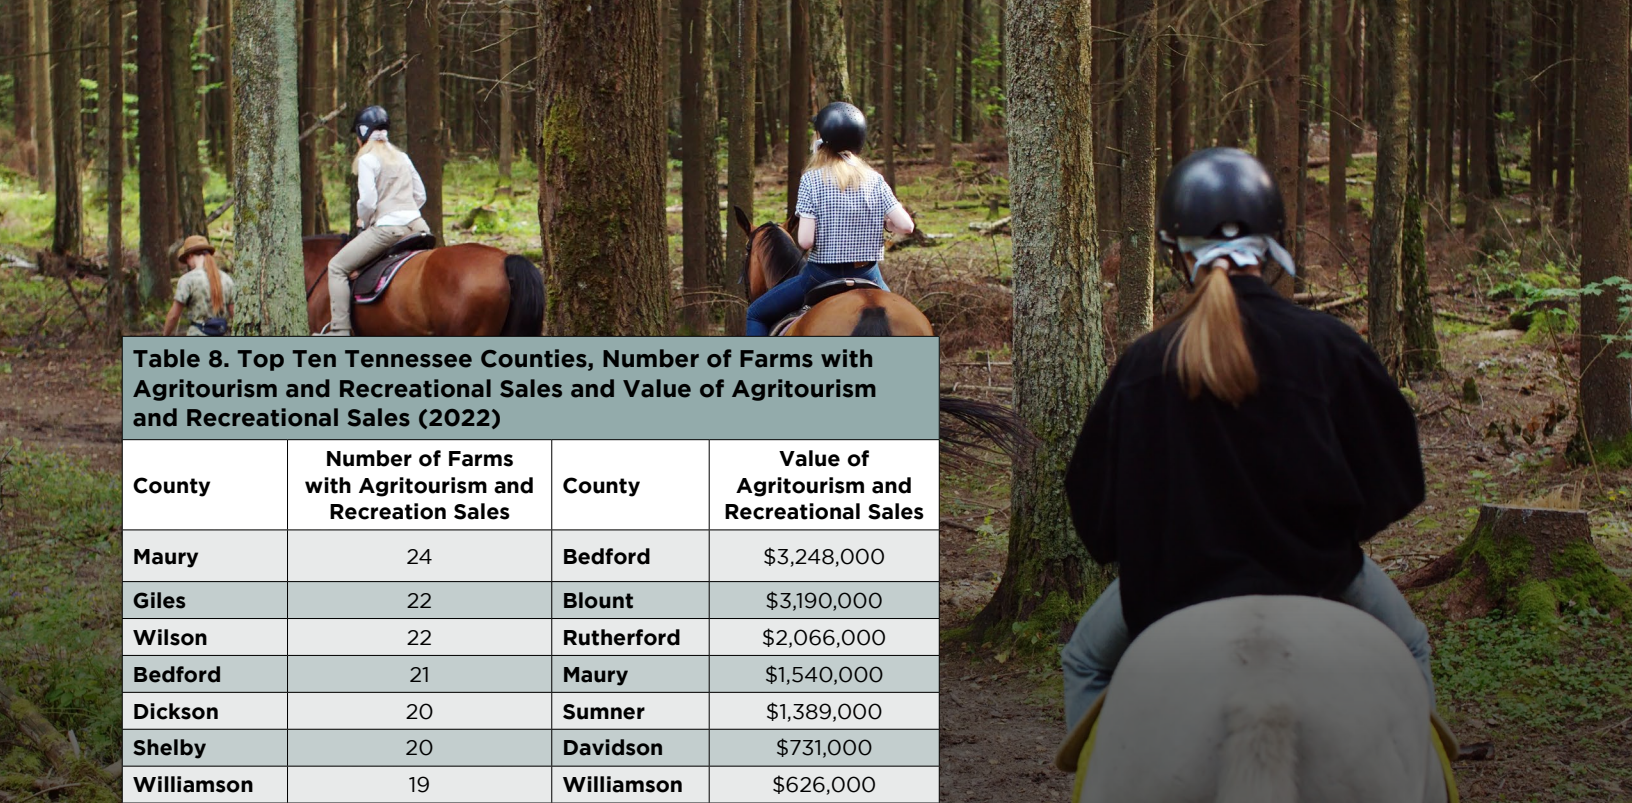 Table 8. Top Ten Tennessee Counties, Number of Farms with
Agritourism and Recreational Sales and Value of Agritourism
and Recreational Sales (2022)
County
Number of Farms
with Agritourism and
Recreation Sales
County
Value of
Agritourism and
Recreational Sales
Maury 24 Bedford $3,248,000
Giles 22 Blount $3,190,000
Wilson 22 Rutherford $2,066,000
Bedford 21 Maury $1,540,000
Dickson 20 Sumner $1,389,000
Shelby 20 Davidson $731,000
Williamson 19 Williamson $626,000